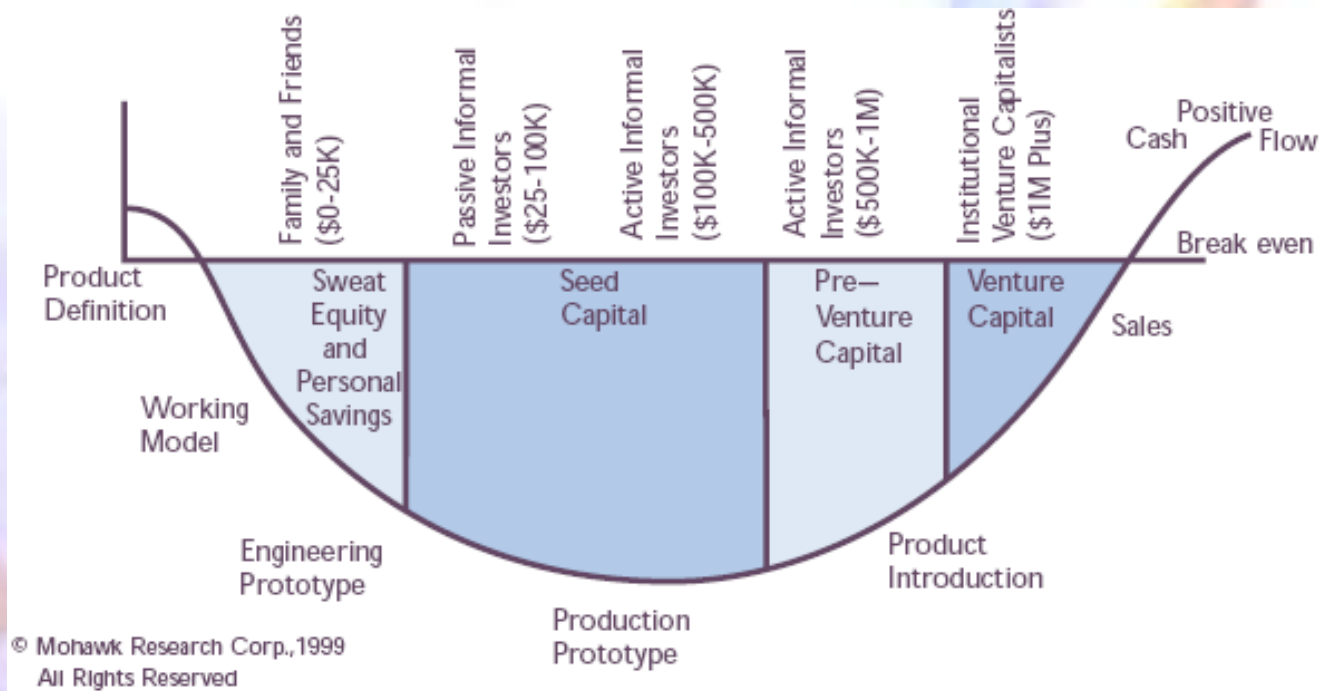 Family and Friends
($0-25K)
Passive Informal
Investors
($25-100K)
Active Informal
Investors
($100K-500K)
Active Informal
Investors
($500K-1M)
Institutional
Venture Capitalists
($1M Plus)
Positive
Cash Flow
Break even
Product
Definition
Sweat
Equity
and
Personal
Savings
Seed
Capital
Pre—
Venture
Capital
Venture
Capital
Sales
Working
Model
Engineering
Prototype
Production
Prototype
Product
Introduction
© Mohawk Research Corp.,1999
All Rights Reserved